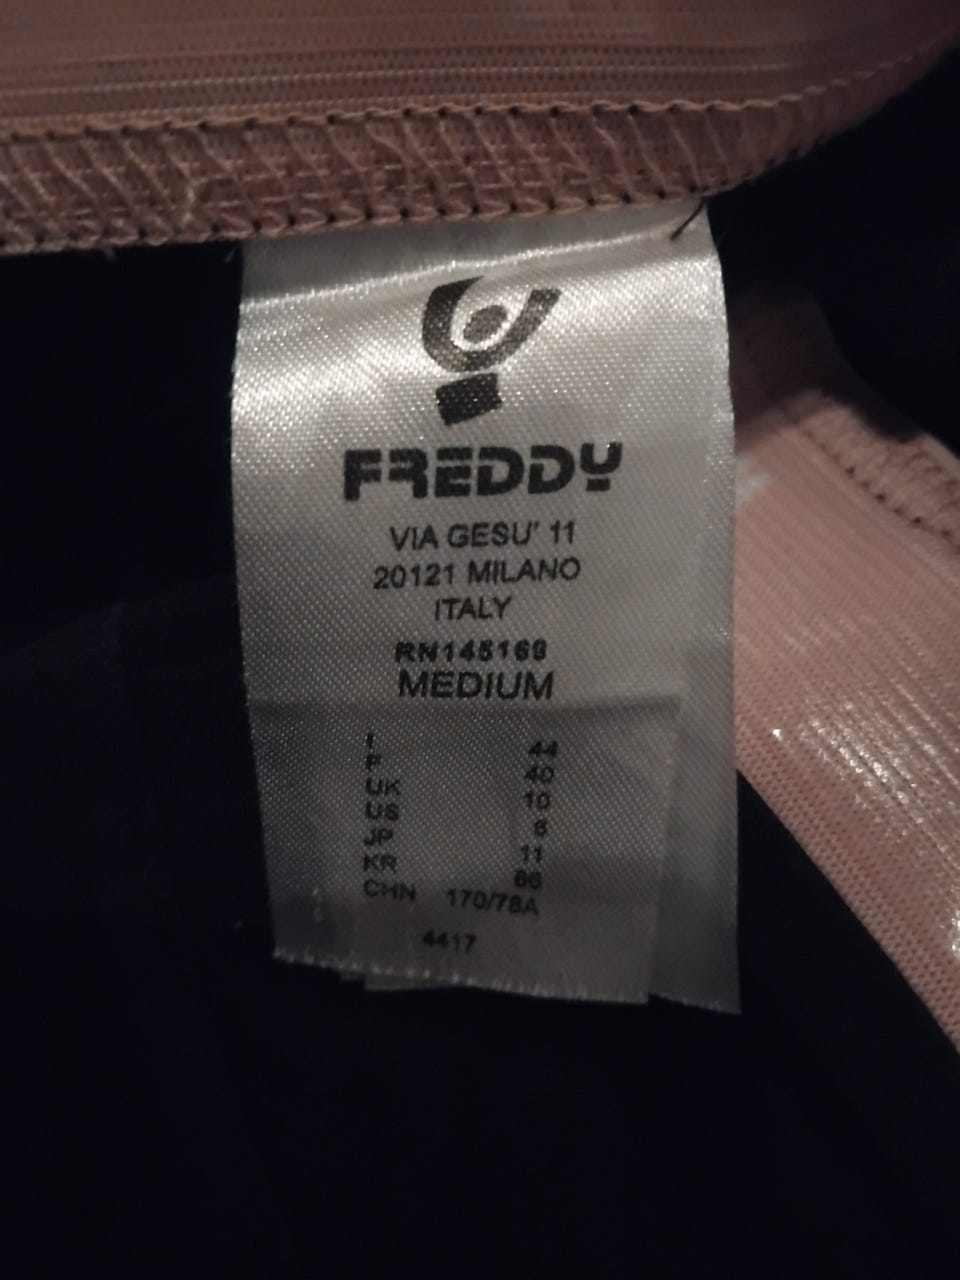 FREDDY
VIA GESU' 11
20121 MILANO
ITALY
RN145169
MEDIUM
I 44
F 40
UK 10
US 6
JP 11
KR 66
CHN 170/78A
4417